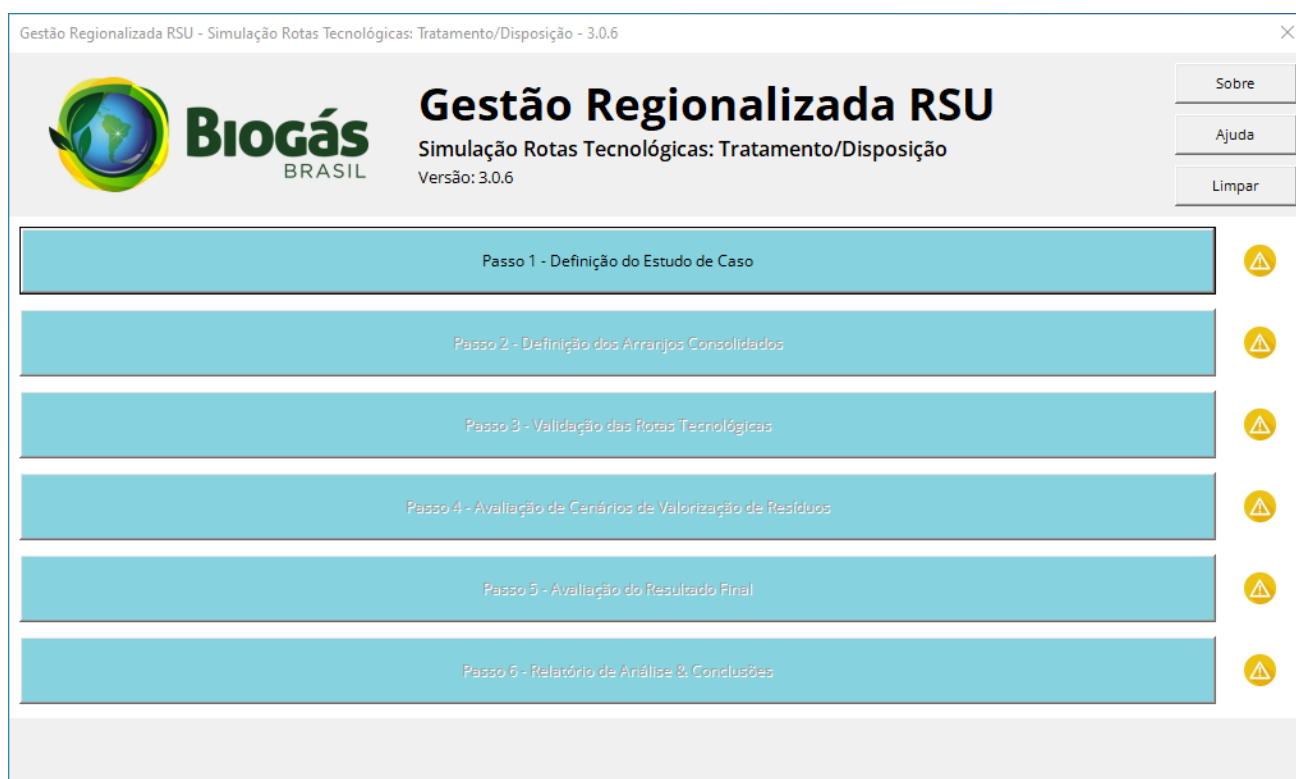 Gestão Regionalizada RSU - Simulação Rotas Tecnológicas: Tratamento/Disposição - 3.0.6
BIOGÁS
BRASIL
Gestão Regionalizada RSU
Simulação Rotas Tecnológicas: Tratamento/Disposição
Versão: 3.0.6
Sobre
Ajuda
Limpar
Passo 1 - Definição do Estudo de Caso
Passo 2 - Definição dos Arranjos Consolidados
Passo 3 - Validação das Rotas Tecnológicas
Passo 4 - Avaliação de Cenários de Valorização de Resíduos
Passo 5 - Avaliação do Resultado Final
Passo 6 - Relatório de Análise & Conclusões